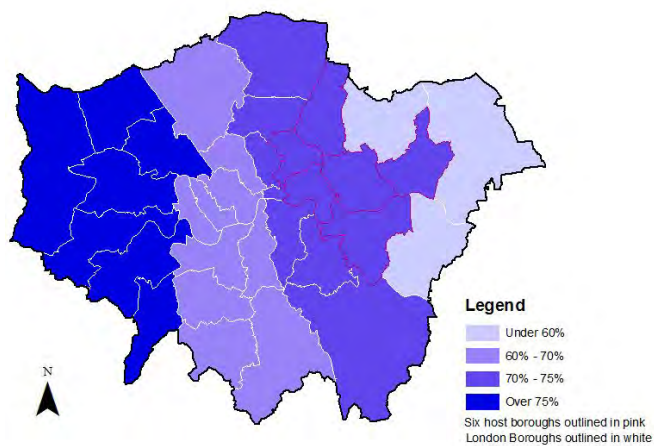 Legend
Under 60%
60% - 70%
70% - 75%
Over 75%
N
Six host boroughs outlined in pink
London Boroughs outlined in white